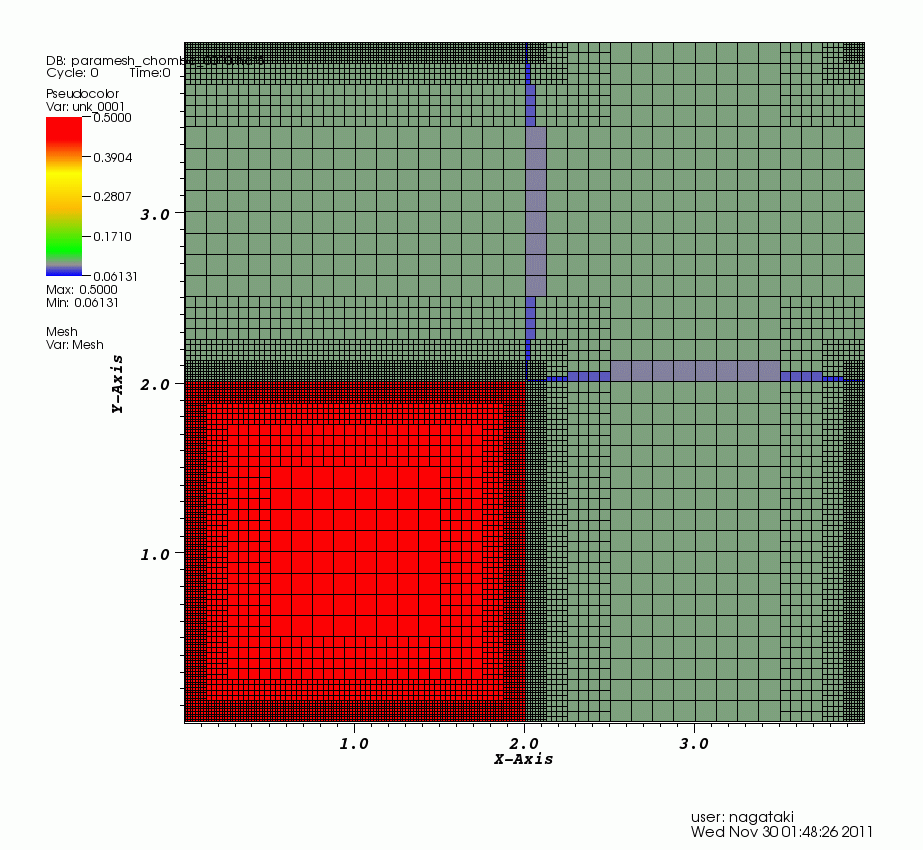 DB: paramesh_chomb
Cycle: 0 Time:0
Pseudocolor
Var: unk_0001
0.5000
0.3904
0.2807
0.1710
0.06131
Max: 0.5000
Min: 0.06131
Mesh
Var: Mesh
3.0
2.0
1.0
Y-Axis
1.0 2.0 3.0
X-Axis
user: nagataki
Wed Nov 30 01:48:26 2011